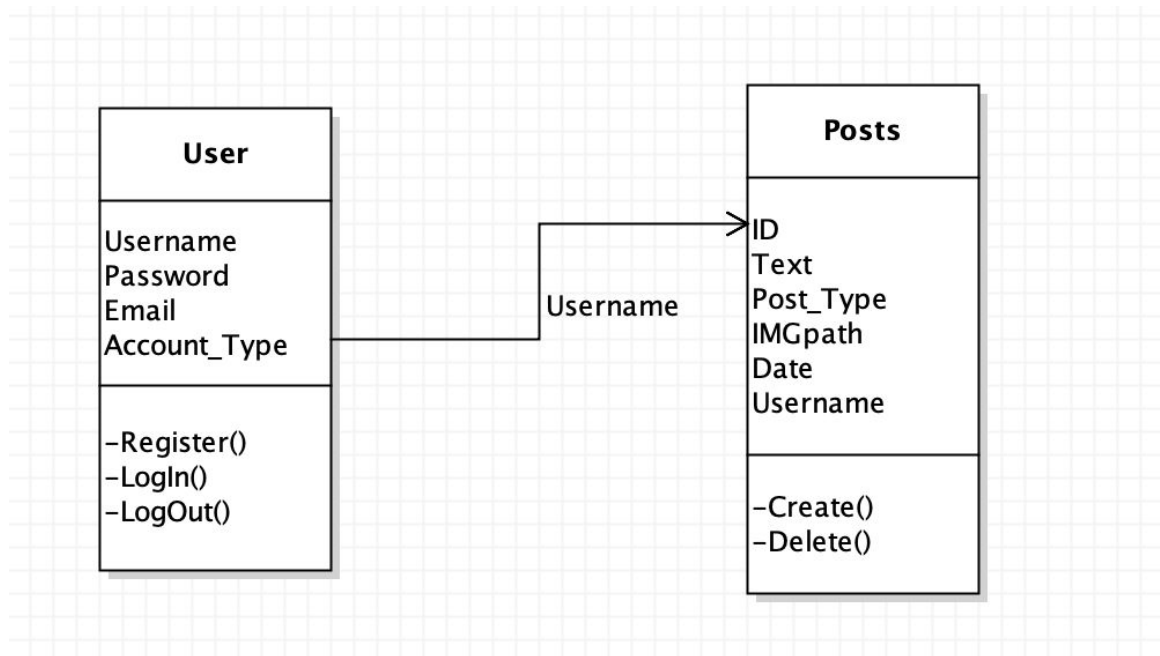 User
Username
Password
Email
Account_Type
-Register()
-LogIn()
-LogOut()
Username
Posts
ID
Text
Post_Type
IMGpath
Date
Username
-Create()
-Delete()